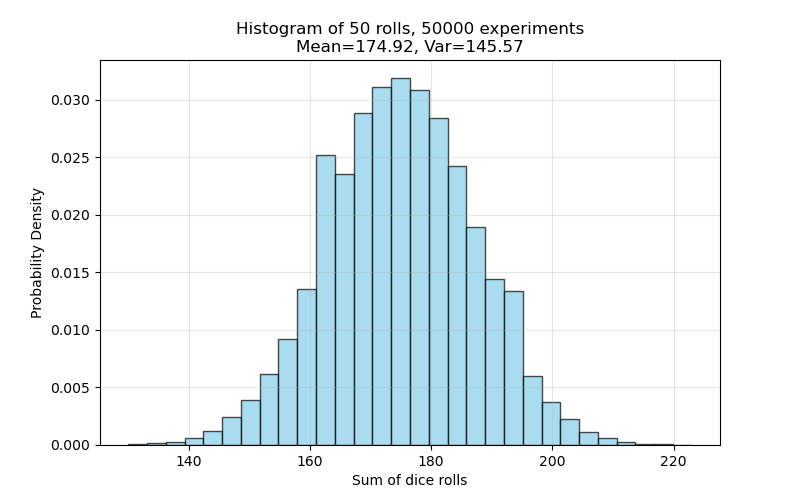 Histogram of 50 rolls, 50000 experiments
Mean=174.92, Var=145.57
Probability Density
0.030
0.025
0.020
0.015
0.010
0.005
0.000
140 160 180 200 220
Sum of dice rolls